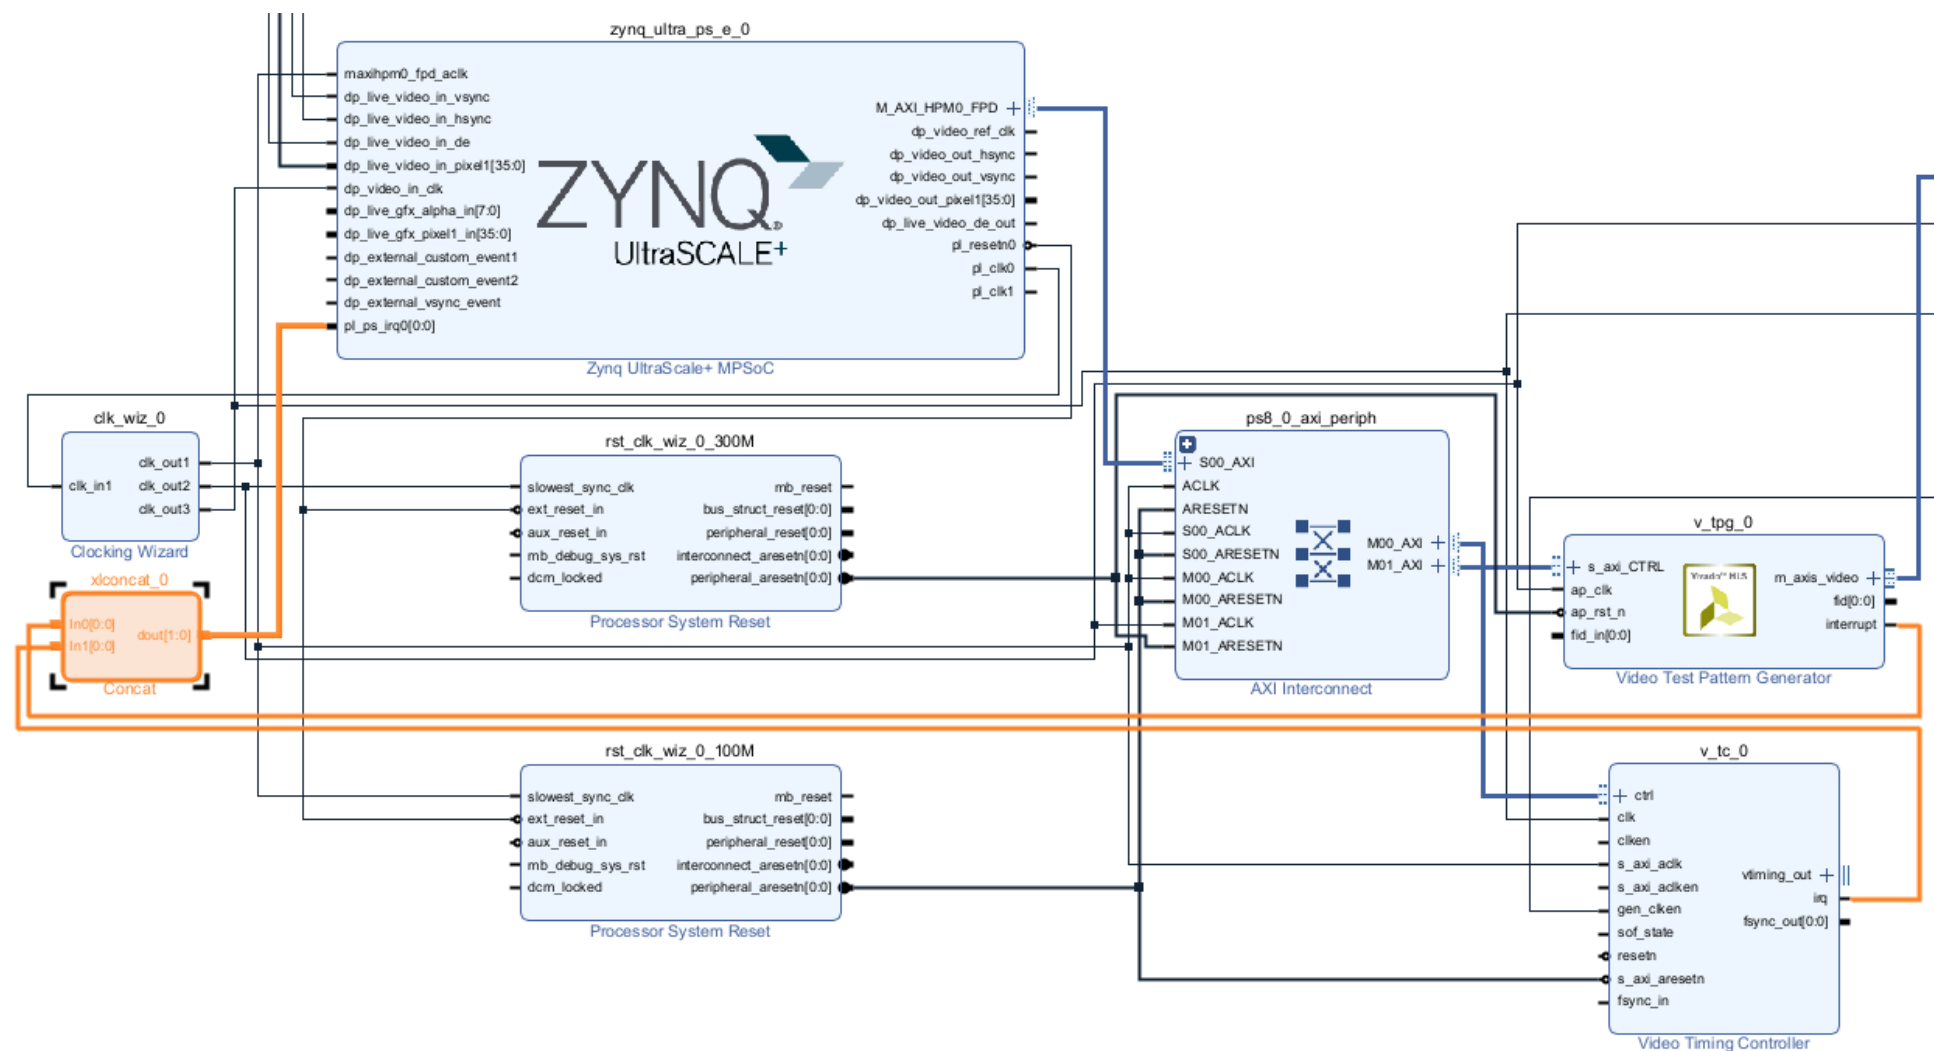 zynq_ultra_ps_e_0
maxihpm0_fpd_aclk
dp_live_video_in_vsync
dp_live_video_in_hsync
dp_live_video_in_de
dp_live_video_in_pixel1[35:0]
dp_video_in_clk
dp_live_gfx_alpha_in[7:0]
dp_live_gfx_pixel1_in[35:0]
dp_external_custom_event1
dp_external_custom_event2
dp_external_vsync_event
pl_ps_irq0[0:0]
ZYNQ
UltraSCALE+
M_AXI_HPM0_FPD
dp_video_ref_clk
dp_video_out_hsync
dp_video_out_vsync
dp_video_out_pixel1[35:0]
dp_live_video_de_out
pl_resetn0
pl_clk0
pl_clk1
Zynq UltraScale+ MPSoC
clk_wiz_0
clk_in1
clk_out1
clk_out2
clk_out3
Clocking Wizard
xlconcat_0
In0[0:0]
In1[0:0]
dout[1:0]
Concat
rst_clk_wiz_0_300M
slowest_sync_clk
ext_reset_in
aux_reset_in
mb_debug_sys_rst
dcm_locked
mb_reset
bus_struct_reset[0:0]
peripheral_reset[0:0]
interconnect_aresetn[0:0]
peripheral_aresetn[0:0]
Processor System Reset
rst_clk_wiz_0_100M
slowest_sync_clk
ext_reset_in
aux_reset_in
mb_debug_sys_rst
dcm_locked
mb_reset
bus_struct_reset[0:0]
peripheral_reset[0:0]
interconnect_aresetn[0:0]
peripheral_aresetn[0:0]
Processor System Reset
ps8_0_axi_periph
S00_AXI
ACLK
ARESETN
S00_ACLK
S00_ARESETN
M00_ACLK
M00_ARESETN
M01_ACLK
M01_ARESETN
M00_AXI
M01_AXI
AXI Interconnect
v_tpg_0
s_axi_CTRL
ap_clk
ap_rst_n
fid_in[0:0]
Vivado™ HLS
m_axis_video
fid[0:0]
interrupt
Video Test Pattern Generator
v_tc_0
ctrl
clk
clken
s_axi_aclk
s_axi_aclken
gen_clken
sof_state
resetn
s_axi_aresetn
fsync_in
vtiming_out
irq
fsync_out[0:0]
Video Timing Controller